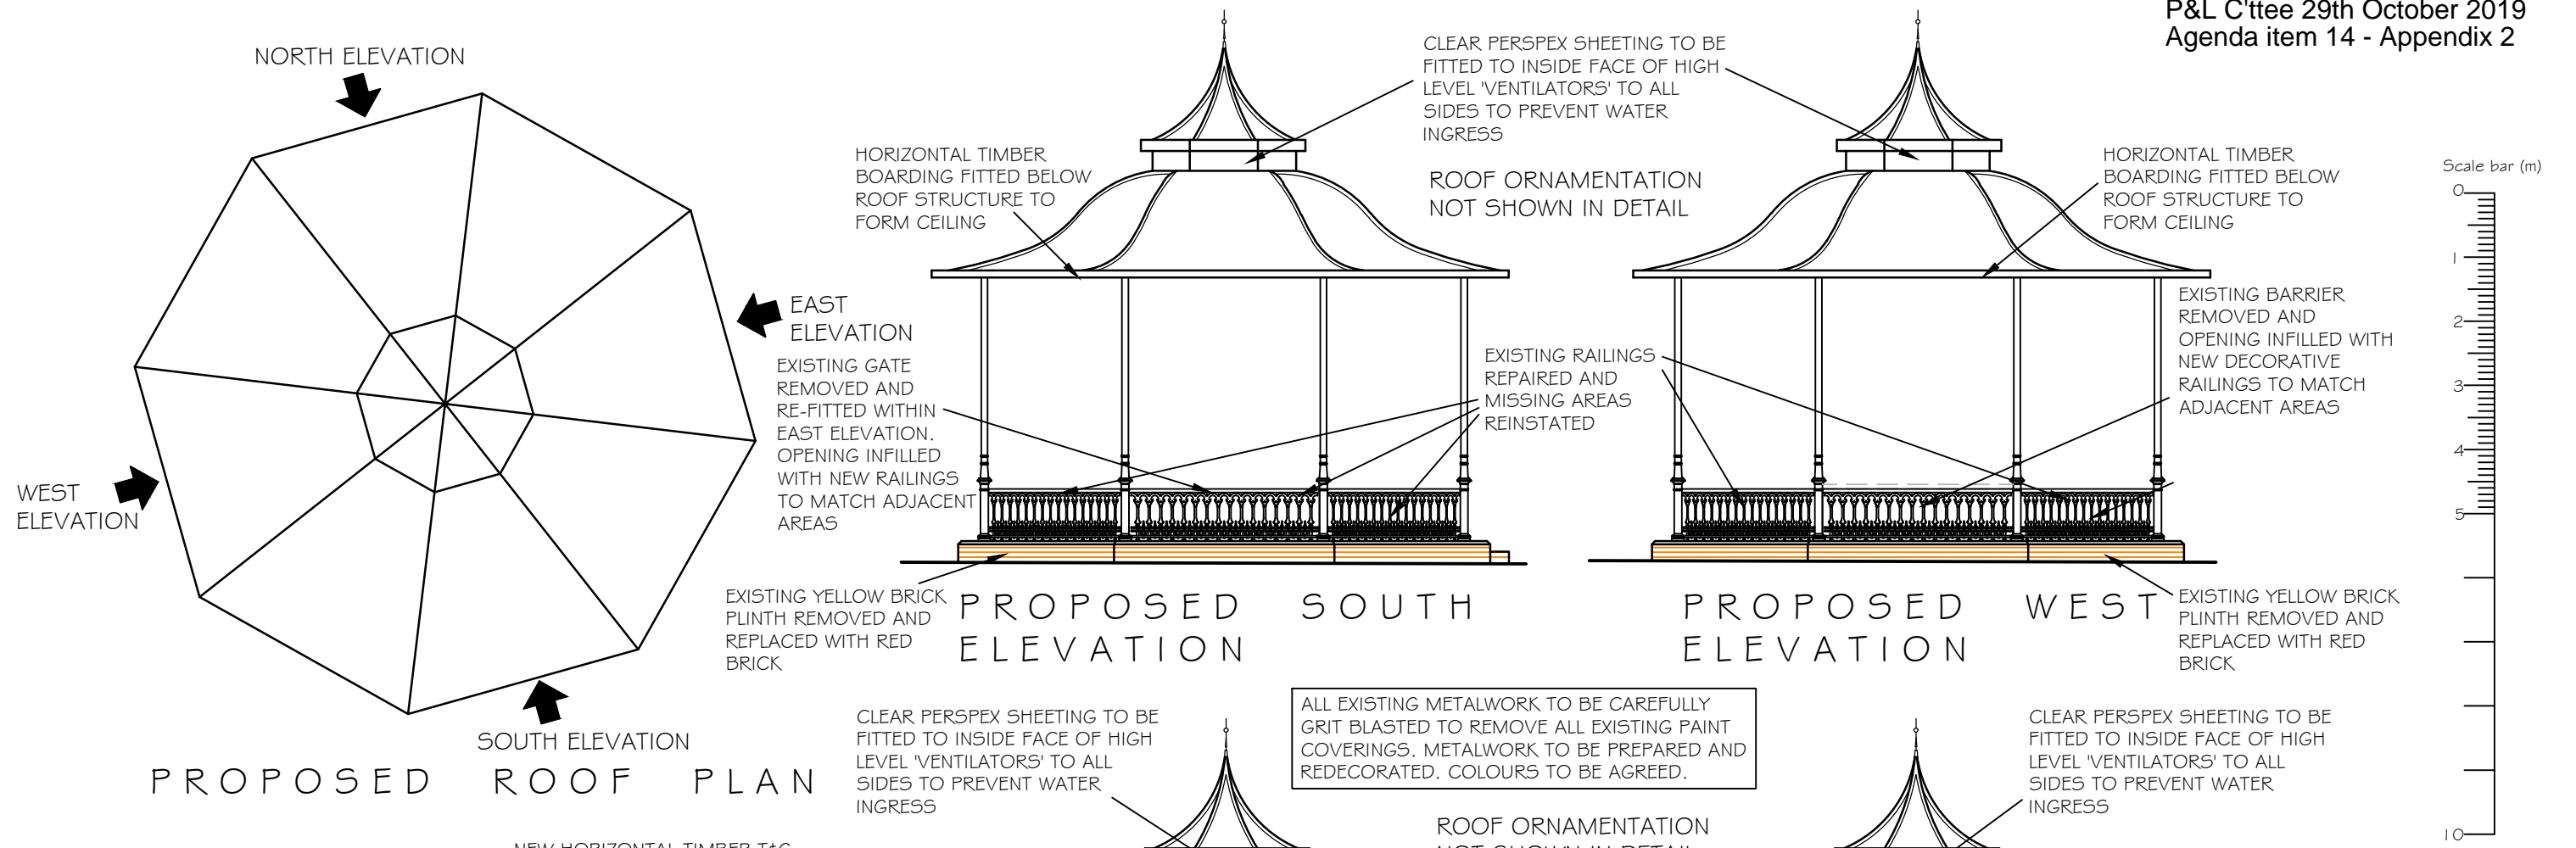 P&L C'ttee 29th October 2019
Agenda item 14 - Appendix 2
NORTH ELEVATION
EAST
ELEVATION
WEST
ELEVATION
SOUTH ELEVATION
PROPOSED ROOF PLAN
HORIZONTAL TIMBER
BOARDING FITTED BELOW
ROOF STRUCTURE TO
FORM CEILING
CLEAR PERSPEX SHEETING TO BE
FITTED TO INSIDE FACE OF HIGH
LEVEL 'VENTILATORS' TO ALL
SIDES TO PREVENT WATER
INGRESS
ROOF ORNAMENTATION
NOT SHOWN IN DETAIL
HORIZONTAL TIMBER
BOARDING FITTED BELOW
ROOF STRUCTURE TO
FORM CEILING
EXISTING GATE
REMOVED AND
RE-FITTED WITHIN
EAST ELEVATION.
OPENING INFILLED
WITH NEW RAILINGS
TO MATCH ADJACENT
AREAS
EXISTING RAILINGS
REPAIRED AND
MISSING AREAS
REINSTATED
EXISTING BARRIER
REMOVED AND
OPENING INFILLED WITH
NEW DECORATIVE
RAILINGS TO MATCH
ADJACENT AREAS
Scale bar (m)
0
1
2
3
4
5
10
EXISTING YELLOW BRICK
PLINTH REMOVED AND
REPLACED WITH RED
BRICK
PROPOSED SOUTH
ELEVATION
PROPOSED WEST
ELEVATION
EXISTING YELLOW BRICK
PLINTH REMOVED AND
REPLACED WITH RED
BRICK
CLEAR PERSPEX SHEETING TO BE
FITTED TO INSIDE FACE OF HIGH
LEVEL 'VENTILATORS' TO ALL
SIDES TO PREVENT WATER
INGRESS
ALL EXISTING METALWORK TO BE CAREFULLY
GRIT BLASTED TO REMOVE ALL EXISTING PAINT
COVERINGS. METALWORK TO BE PREPARED AND
REDECORATED. COLOURS TO BE AGREED.
CLEAR PERSPEX SHEETING TO BE
FITTED TO INSIDE FACE OF HIGH
LEVEL 'VENTILATORS' TO ALL
SIDES TO PREVENT WATER
INGRESS
ROOF ORNAMENTATION
NOT SHOWN IN DETAIL
NEW HORIZONTAL TIMBER T&G